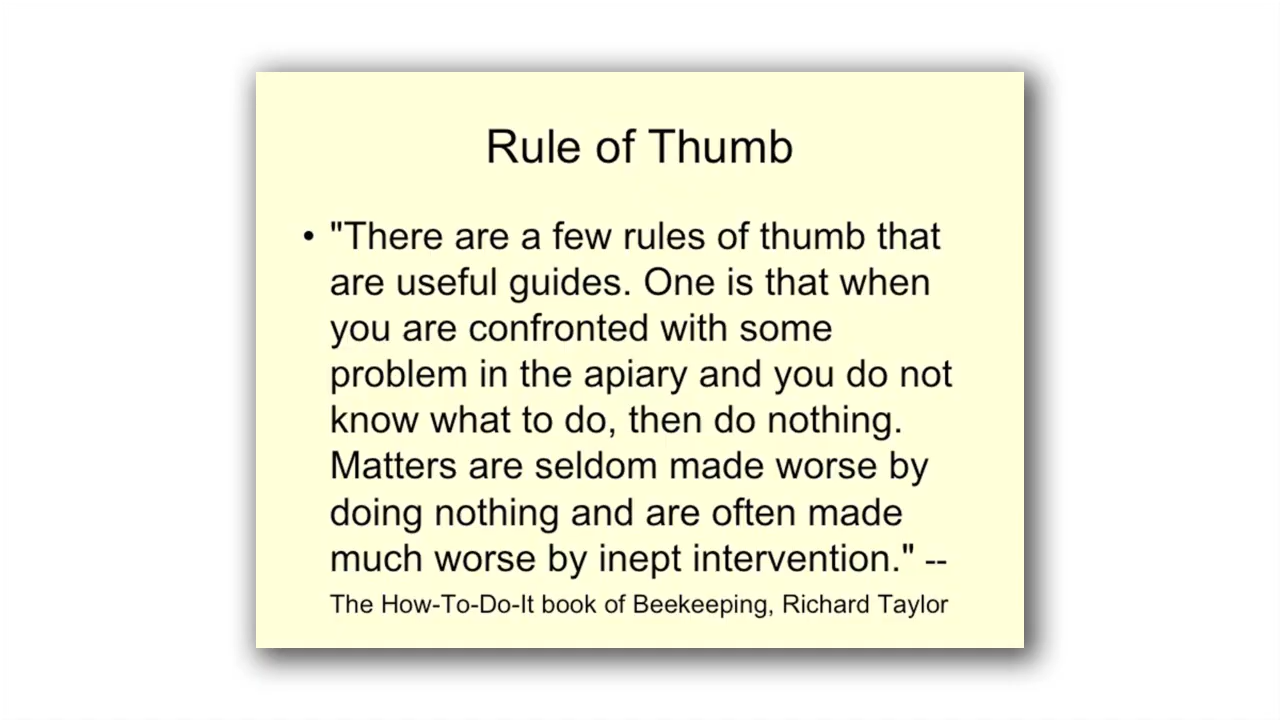 Rule of Thumb
• "There are a few rules of thumb that
are useful guides. One is that when
you are confronted with some
problem in the apiary and you do not
know what to do, then do nothing.
Matters are seldom made worse by
doing nothing and are often made
much worse by inept intervention." --
The How-To-Do-It book of Beekeeping, Richard Taylor